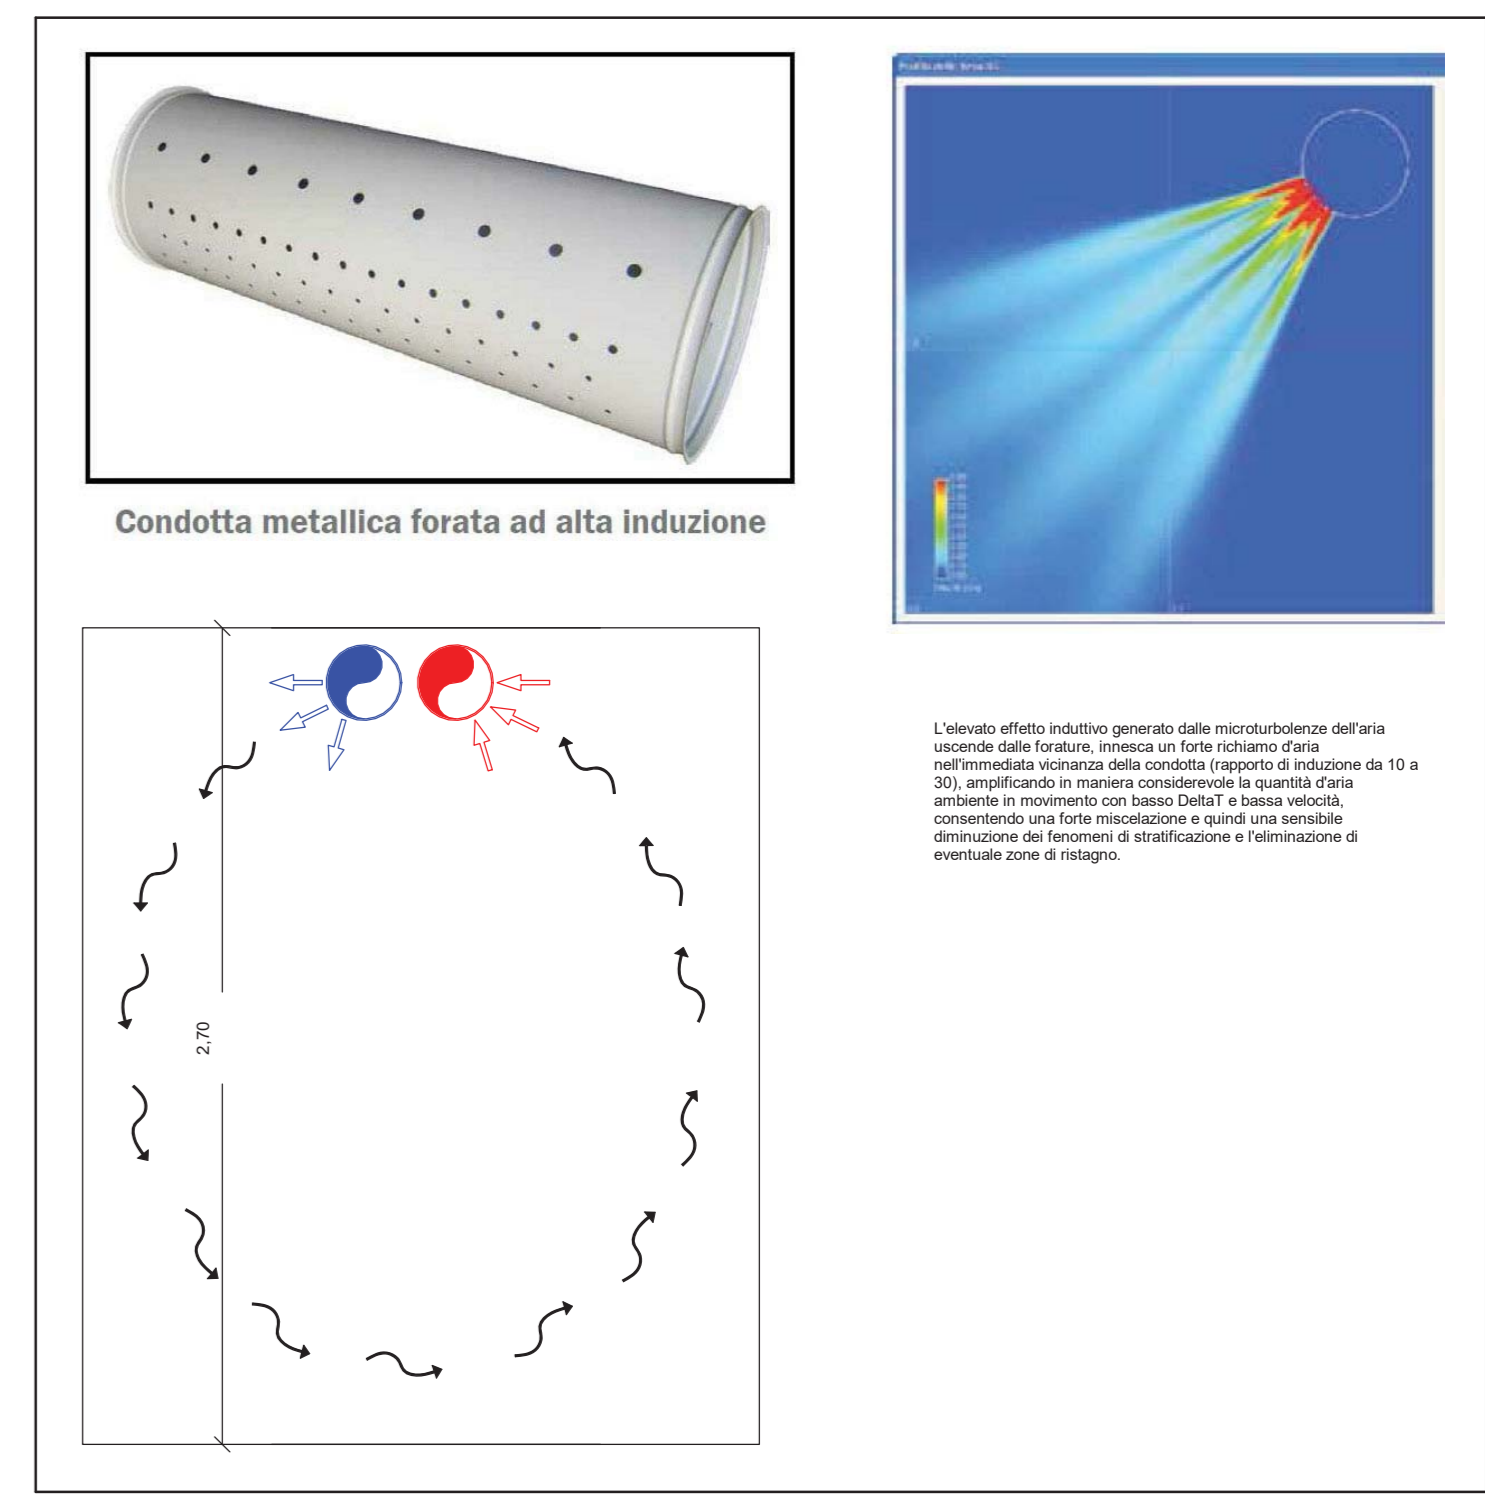 Condotta metallica forata ad alta induzione
2,70
L'elevato effetto induttivo generato dalle microturbolenze dell'aria
uscende dalle forature, innesca un forte richiamo d'aria
nell'immediata vicinanza della condotta (rapporto di induzione da 10 a
30), amplificando in maniera considerevole la quantità d'aria
ambiente in movimento con basso DeltaT e bassa velocità,
consentendo una forte miscelazione e quindi una sensibile
diminuzione dei fenomeni di stratificazione e l'eliminazione di
eventuale zone di ristagno.